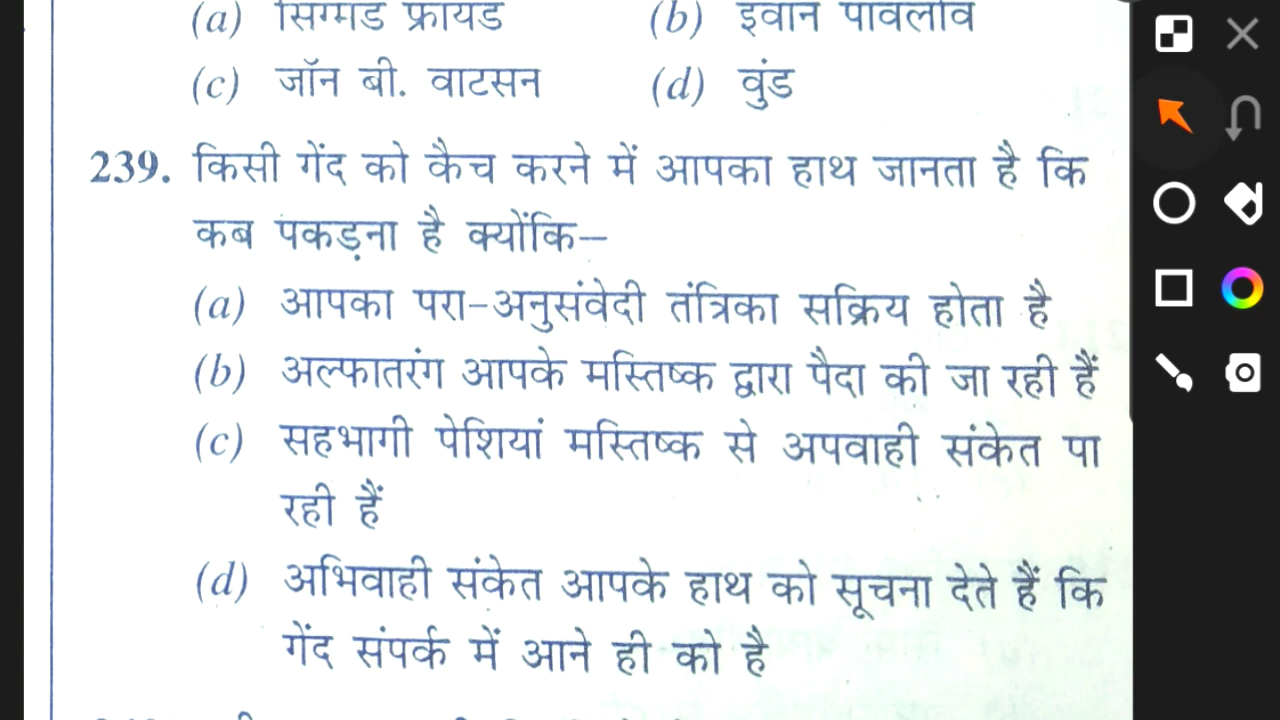 (a) सिग्मंड फ्रायड (b) इवान पावलोव
(c) जॉन बी. वाटसन (d) वुंड
239. किसी गेंद को कैच करने में आपका हाथ जानता है कि
कब पकड़ना है क्योंकि–
(a) आपका परा-अनुसंवेदी तंत्रिका सक्रिय होता है
(b) अल्फातरंग आपके मस्तिष्क द्वारा पैदा की जा रही हैं
(c) सहभागी पेशियां मस्तिष्क से अपवाही संकेत पा
रही हैं
(d) अभिवाही संकेत आपके हाथ को सूचना देते हैं कि
गेंद संपर्क में आने ही को है